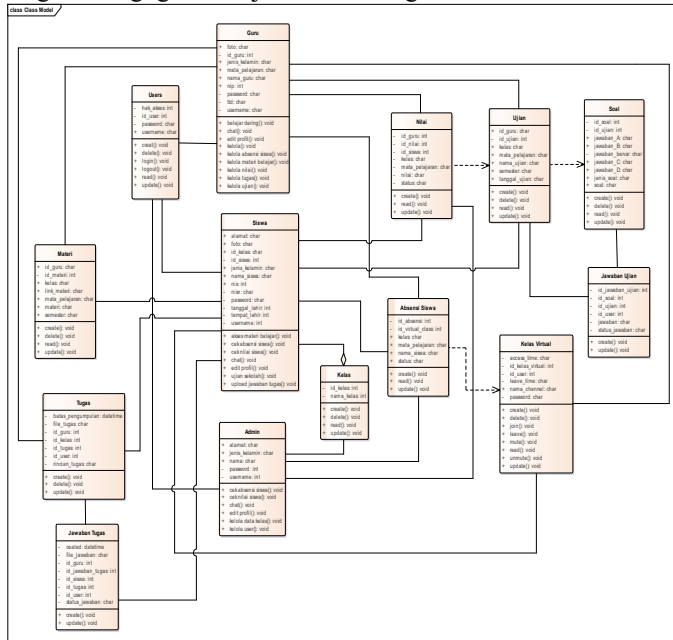 class Class Model
Guru
+ foto: char
- id_guru: int
+ jenis_kelamin: char
+ mata_pelajaran: char
+ nama_guru: char
+ nip: int
- password: char
- ttd: char
- username: char
+ belajar daring(): void
+ chat(): void
+ edit profil(): void
+ kelola(): void
+ kelola absensi siswa(): void
+ kelola materi belajar(): void
+ kelola nilai(): void
+ kelola tugas(): void
+ kelola ujian(): void
Users
- hak_akses: int
- id_user: int
- password: char
+ username: char
+ creat(): void
+ delete(): void
+ login(): void
+ logout(): void
+ read(): void
+ update(): void
Nilai
- id_guru: int
- id_nilai: int
- id_siswa: int
- kelas: char
- mata_pelajaran: char
- nilai: char
- status: char
+ create(): void
+ read(): void
+ update(): void
Ujian
+ id_guru: char
- id_ujian: int
+ kelas: char
+ mata_pelajaran: char
+ nama_ujian: char
+ semester: char
+ tanggal_ujian: char
+ create(): void
+ delete(): void
+ read(): void
+ update(): void
Soal
- id_soal: int
- id_ujian: int
+ jawaban_A: char
+ jawaban_B: char
+ jawaban_benar: char
+ jawaban_C: char
+ jawaban_D: char
+ jenis_soal: char
+ soal: char
+ create(): void
+ delete(): void
+ read(): void
+ update(): void
Siswa
+ alamat: char
+ foto: char
- id_kelas: char
- id_siswa: int
+ jenis_kelamin: char
+ nama_siswa: char
+ nis: int
- nisn: char
- password: char
+ tanggal_lahir: int
+ tempat_lahir: int
- username: int
+ akses materi belajar(): void
+ cek absensi siswa(): void
+ cek nilai siswa(): void
+ chat(): void
+ edit profil(): void
+ ujian sekolah(): void
+ upload jawaban tugas(): void
Materi
+ id_guru: char
- id_materi: int
+ kelas: char
+ link_materi: char
+ mata_pelajaran: char
+ materi: char
+ semester: char
+ create(): void
+ delete(): void
+ read(): void
+ update(): void
Jawaban Ujian
- id_jawaban_ujian: int
- id_soal: int
- id_ujian: int
- id_user: int
- jawaban: char
- status_jawaban: char
+ create(): void
+ update(): void
Absensi Siswa
- id_absensi: int
- id_virtual_class: int
+ kelas char
+ mata_pelajaran: char
+ nama_siswa: char
+ status: char
+ create(): void
+ read(): void
+ update(): void
Kelas Virtual
- access_time: char
- id_kelas_virtual: int
- id_user: int
- leave_time: char
- name_channel: char
- password: char
+ create(): void
+ delete(): void
+ join(): void
+ leave(): void
+ mute(): void
+ read(): void
+ unmute(): void
+ update(): void
Kelas
- id_kelas: int
- nama_kelas: int
+ create(): void
+ delete(): void
+ read(): void
+ update(): void
Tugas
- batas_pengumpulan: datetime
- file_tugas: char
- id_guru: int
- id_kelas: int
- id_tugas: int
- id_user: int
- rincian_tugas: char
+ create(): void
+ delete(): void
+ update(): void
Admin
+ alamat: char
+ jenis_kelamin: char
+ nama: char
- password: int
- username: int
+ cek absensi siswa(): void
+ cek nilai siswa(): void
+ chat(): void
+ edit profil(): void
+ kelola data kelas(): void
+ kelola user(): void
Jawaban Tugas
- created: datetime
- file_jawaban: char
- id_guru: int
- id_jawaban_tugas: int
- id_siswa: int
- id_tugas: int
- id_user: int
- status_jawaban: char
+ create(): void
+ update(): void